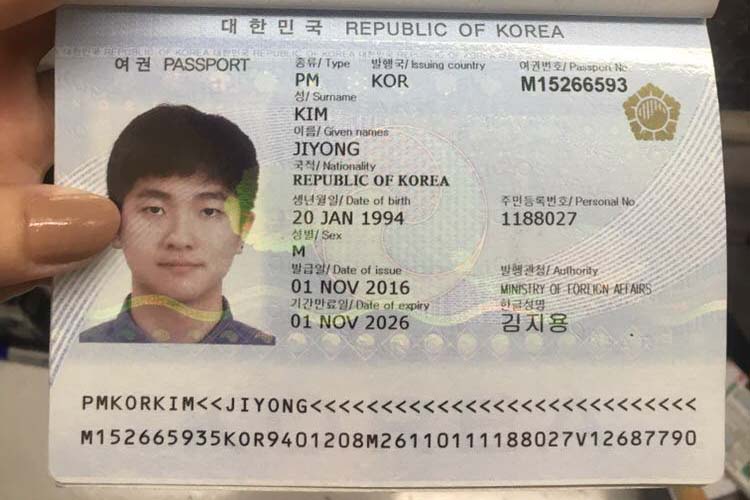 대한민국 REPUBLIC OF KOREA
여권 PASSPORT
종류/ Type 발행국/ Issuing country 여권번호/ Passport No
PM KOR M15266593
성/ Surname
KIM
이름/ Given names
JIYONG
국적/ Nationality
REPUBLIC OF KOREA
생년월일/ Date of birth 주민등록번호/ Personal No
20 JAN 1994 1188027
성별/ Sex
M
발급일/ Date of issue 발행관청/ Authority
01 NOV 2016 MINISTRY OF FOREIGN AFFAIRS
기간만료일/ Date of expiry 한글성명
01 NOV 2026 김지용
PMKORKIM<<JIYONG<<<<<<<<<<<<<<<<<<<<<<<<<<<<
M152665935KOR9401208M26110111188027V12687790